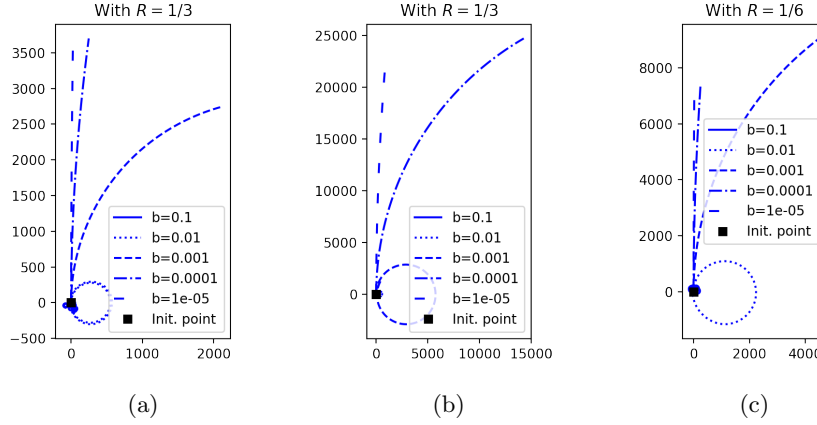 With R = 1/3
3500
3000
2500
2000
1500
1000
500
0
−500
0
1000
2000
b=0.1
b=0.01
b=0.001
b=0.0001
b=1e-05
Init. point
(a)
With R = 1/3
25000
20000
15000
10000
5000
0
0
5000
10000
15000
b=0.1
b=0.01
b=0.001
b=0.0001
b=1e-05
Init. point
(b)
With R = 1/6
8000
6000
4000
2000
0
0
2000
4000
b=0.1
b=0.01
b=0.001
b=0.0001
b=1e-05
Init. point
(c)